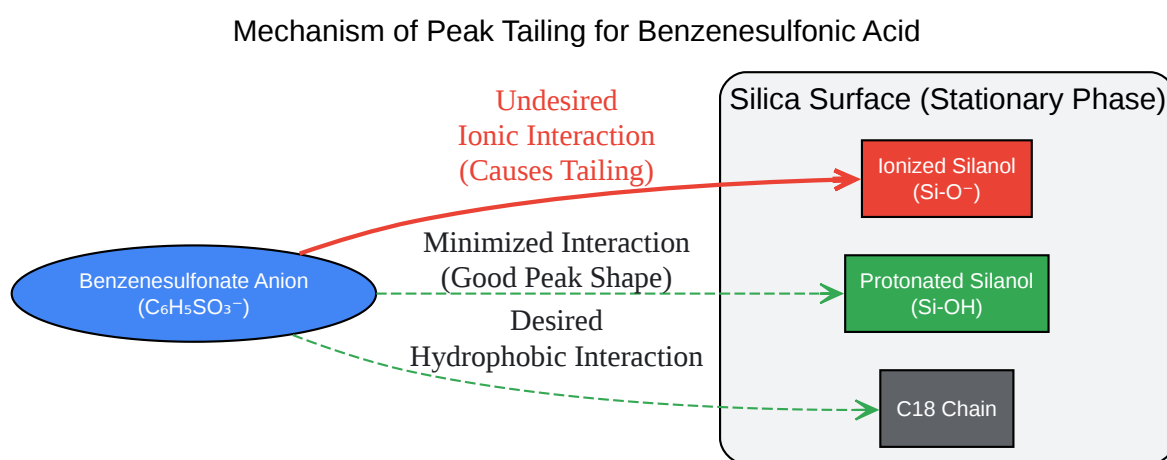 Mechanism of Peak Tailing for Benzenesulfonic Acid
Undesired
Ionic Interaction
(Causes Tailing)
Silica Surface (Stationary Phase)
Ionized Silanol
(Si-O⁻)
Minimized Interaction
(Good Peak Shape)
Benzenesulfonate Anion
(C₆H₅SO₃⁻)
Protonated Silanol
(Si-OH)
Desired
Hydrophobic Interaction
C18 Chain